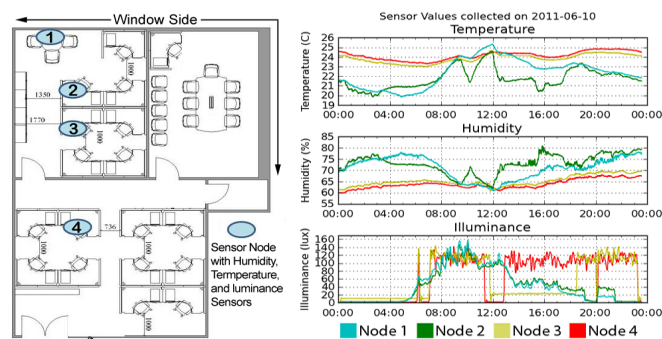 Window Side
1
1000
2
1350
3
1770
1000
4
736
1000
1000
Sensor Node
with Humidity,
Termperature,
and luminance
Sensors
Sensor Values collected on 2011-06-10
Temperature
Temperature (C)
26
25
24
23
22
21
20
19
00:00 04:00 08:00 12:00 16:00 20:00 00:00
Humidity
Humidity (%)
85
80
75
70
65
60
55
00:00 04:00 08:00 12:00 16:00 20:00 00:00
Illuminance
Illuminance (lux)
160
140
120
100
80
60
40
20
0
00:00 04:00 08:00 12:00 16:00 20:00 00:00
Node 1 Node 2 Node 3 Node 4